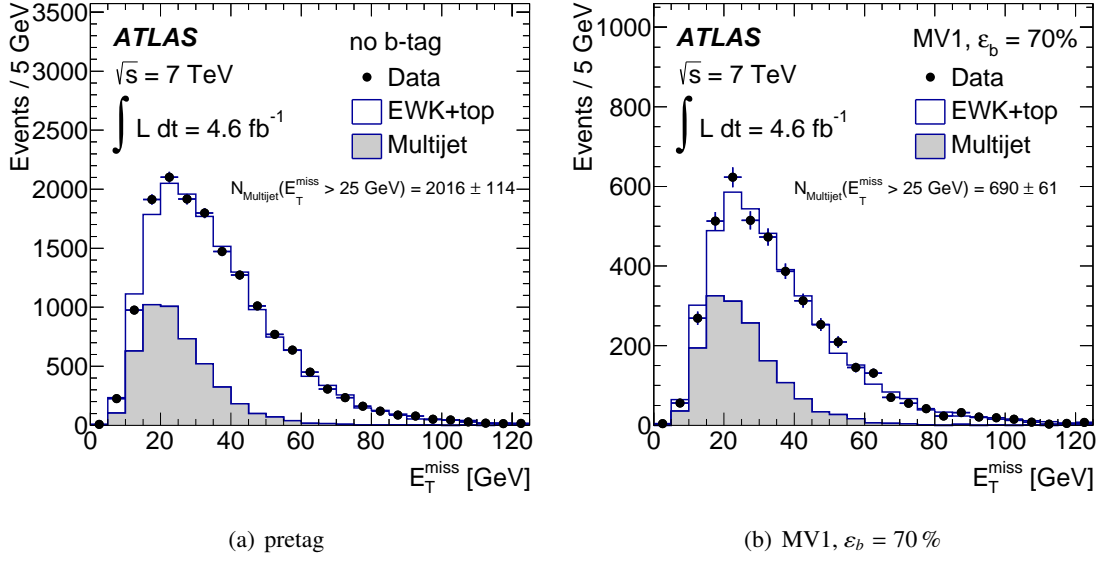 Events / 5 GeV
3500
3000
2500
2000
1500
1000
500
0
ATLAS
√s = 7 TeV
∫ L dt = 4.6 fb⁻¹
no b-tag
Data
EWK+top
Multijet
N_Multijet(E_T^miss > 25 GeV) = 2016 ± 114
0 20 40 60 80 100 120
E_T^miss [GeV]
(a) pretag
Events / 5 GeV
1000
800
600
400
200
0
ATLAS
√s = 7 TeV
∫ L dt = 4.6 fb⁻¹
MV1, ε_b = 70%
Data
EWK+top
Multijet
N_Multijet(E_T^miss > 25 GeV) = 690 ± 61
0 20 40 60 80 100 120
E_T^miss [GeV]
(b) MV1, ε_b = 70 %